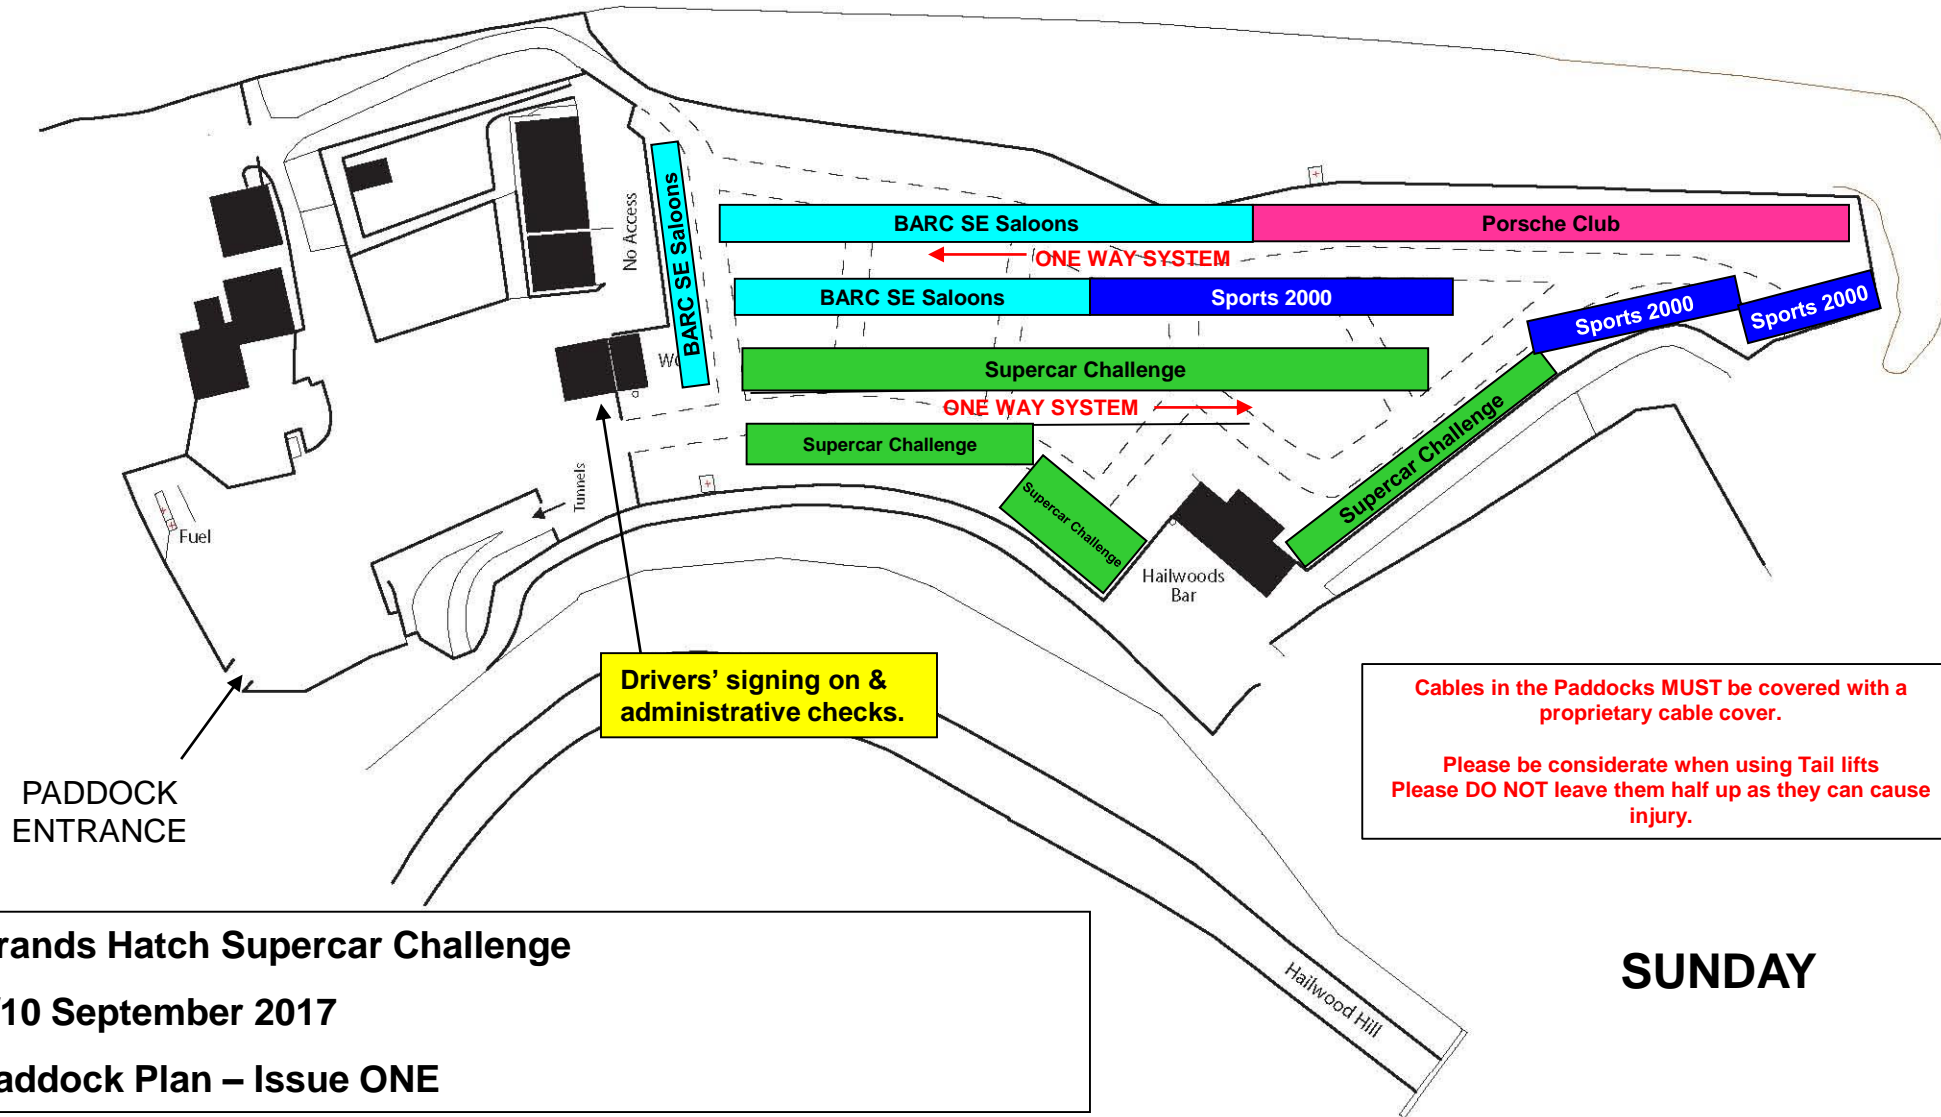 No Access
BARC SE Saloons
BARC SE Saloons
Porsche Club
ONE WAY SYSTEM
BARC SE Saloons
Sports 2000
Sports 2000
Sports 2000
Supercar Challenge
ONE WAY SYSTEM
Supercar Challenge
Supercar Challenge
Supercar Challenge
Tunnels
Fuel
Hailwoods
Bar
Drivers’ signing on &
administrative checks.
PADDOCK
ENTRANCE
Cables in the Paddocks MUST be covered with a
proprietary cable cover.
Please be considerate when using Tail lifts
Please DO NOT leave them half up as they can cause
injury.
Hailwood Hill
SUNDAY
rands Hatch Supercar Challenge
/10 September 2017
addock Plan – Issue ONE